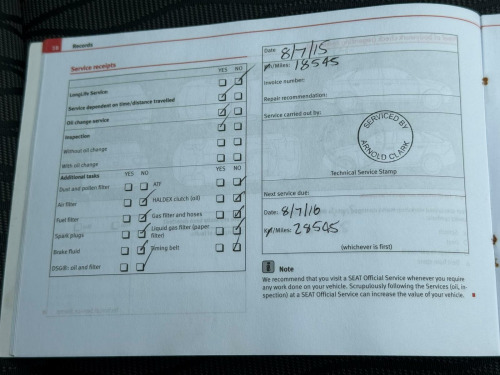 16 Records
Service receipts
YES NO
LongLife Service
Service dependent on time/distance travelled
Oil change service
Inspection
Without oil change
With oil change
Additional tasks YES NO YES NO
Dust and pollen filter ATF
Air filter HALDEX clutch (oil)
Fuel filter Gas filter and hoses
Spark plugs Liquid gas filter (paper
filter)
Brake fluid Timing belt
DSG®: oil and filter
Date 8/7/15
Km/Miles: 18545
Invoice number:
Repair recommendation:
Service carried out by:
SERVICED BY
ARNOLD CLARK
Technical Service Stamp
Next service due:
Date: 8/7/16
Km/Miles: 28545
(whichever is first)
i Note
We recommend that you visit a SEAT Official Service whenever you require
any work done on your vehicle. Scrupulously following the Services (oil, in-
spection) at a SEAT Official Service can increase the value of your vehicle.